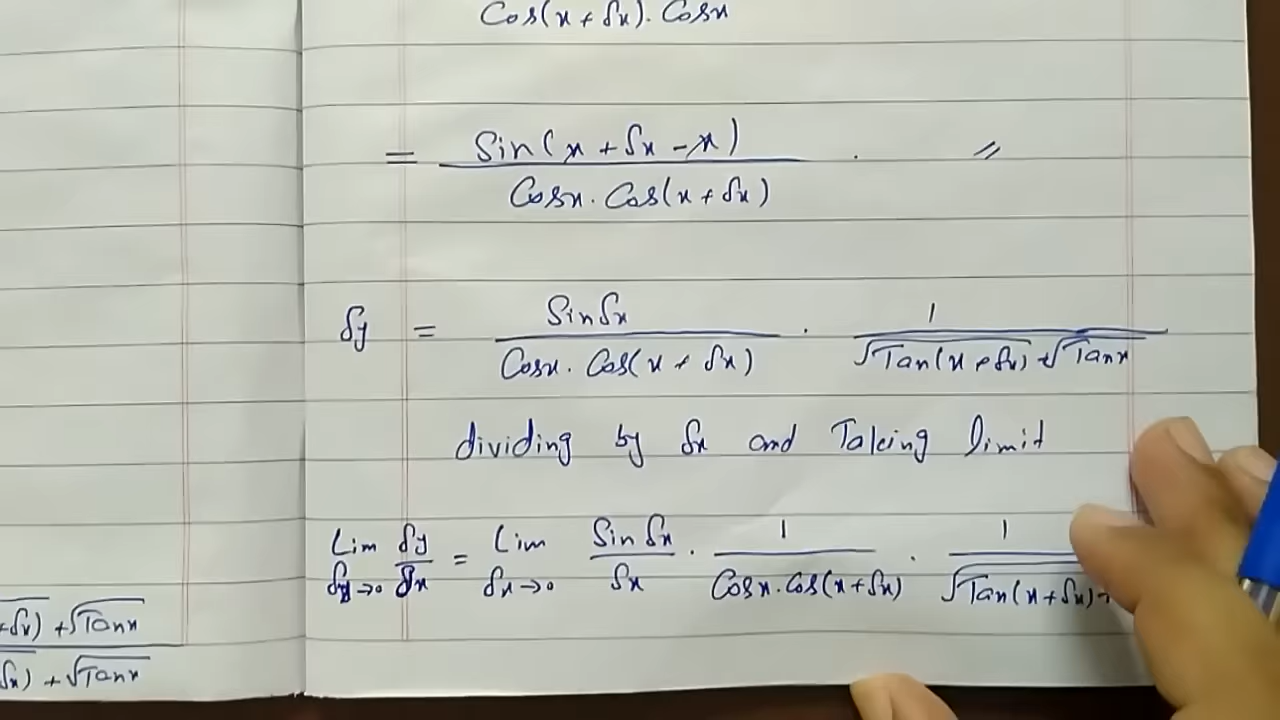 Cos(x + δx). Cosx
= Sin(x + δx - x) / Cosx. Cos(x + δx) . 〃
δy = Sinδx / Cosx. Cos(x + δx) . 1 / √Tan(x + δx) + √Tanx
dividing by δx and Taking limit
Lim δy→0 δy/δx = Lim δx→0 Sin δx / δx . 1 / Cosx.Cos(x+δx) . 1 / √Tan(x+δx)+
+δx) + √Tanx
δx) + √Tanx